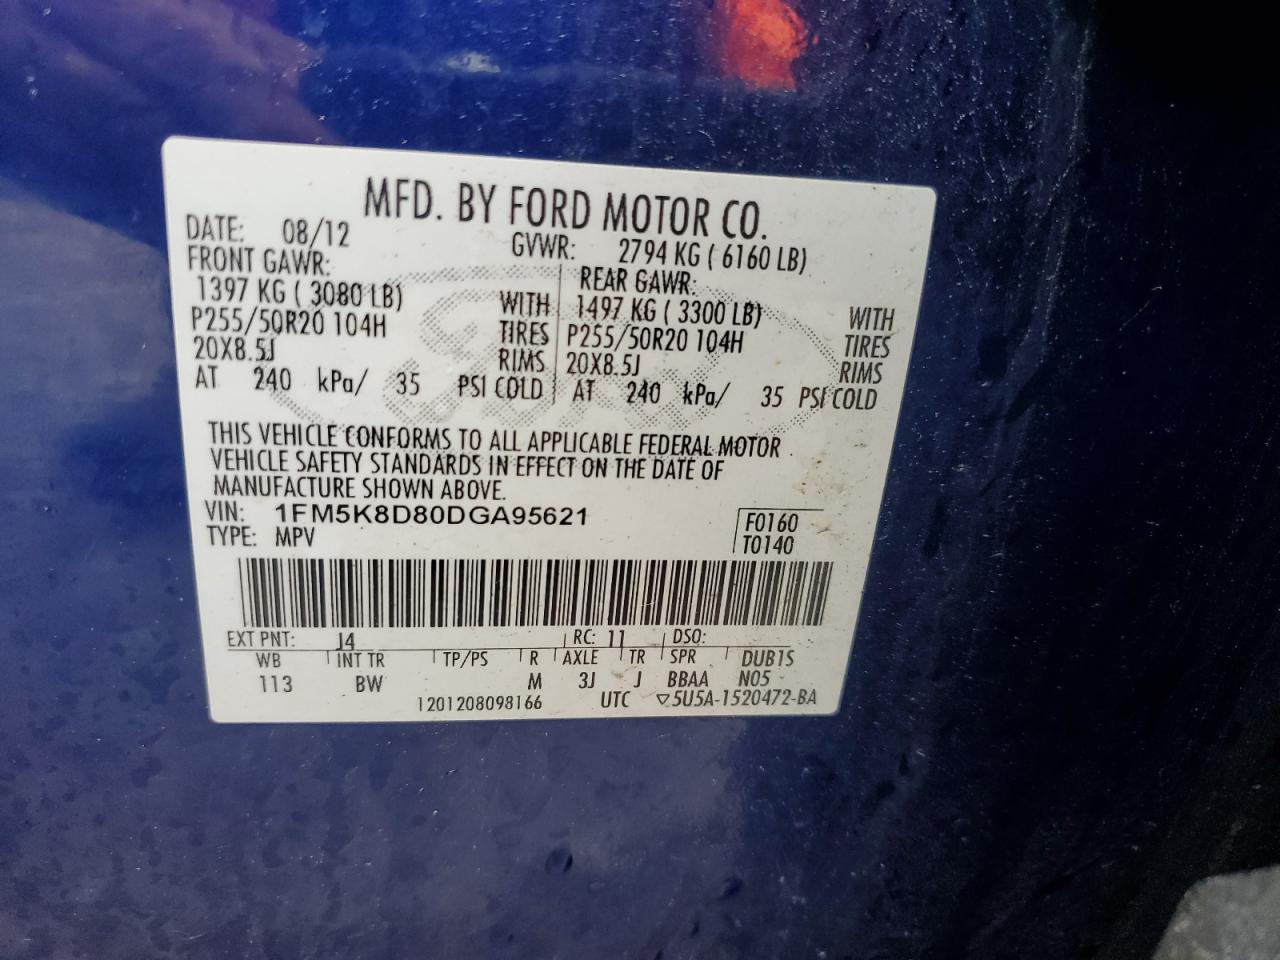 MFD. BY FORD MOTOR CO.
DATE: 08/12 GVWR: 2794 KG ( 6160 LB)
FRONT GAWR: REAR GAWR:
1397 KG ( 3080 LB) WITH 1497 KG ( 3300 LB) WITH
P255/50R20 104H TIRES P255/50R20 104H TIRES
20X8.5J RIMS 20X8.5J RIMS
AT 240 kPa/ 35 PSI COLD AT 240 kPa/ 35 PSI COLD
THIS VEHICLE CONFORMS TO ALL APPLICABLE FEDERAL MOTOR
VEHICLE SAFETY STANDARDS IN EFFECT ON THE DATE OF
MANUFACTURE SHOWN ABOVE.
VIN: 1FM5K8D80DGA95621 F0160
TYPE: MPV T0140
EXT PNT: J4 RC: 11 DSO:
WB INT TR TP/PS R AXLE TR SPR DUB1S
113 BW M 3J J BBAA N05
1201208098166 UTC ▽5U5A-1520472-BA